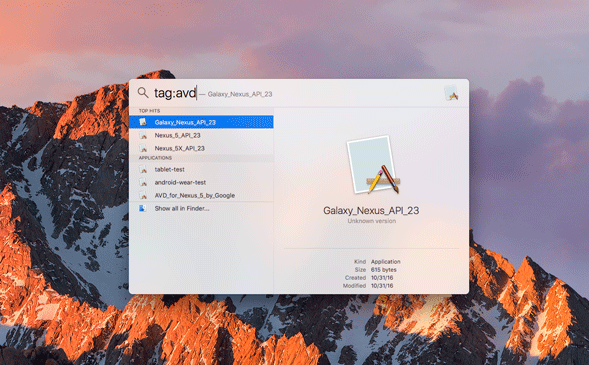 tag:avd — Galaxy_Nexus_API_23
TOP HITS
Galaxy_Nexus_API_23
Nexus_5_API_23
Nexus_5X_API_23
APPLICATIONS
tablet-test
android-wear-test
AVD_for_Nexus_5_by_Google
Show all in Finder...
Galaxy_Nexus_API_23
Unknown version
Kind Application
Size 615 bytes
Created 10/31/16
Modified 10/31/16